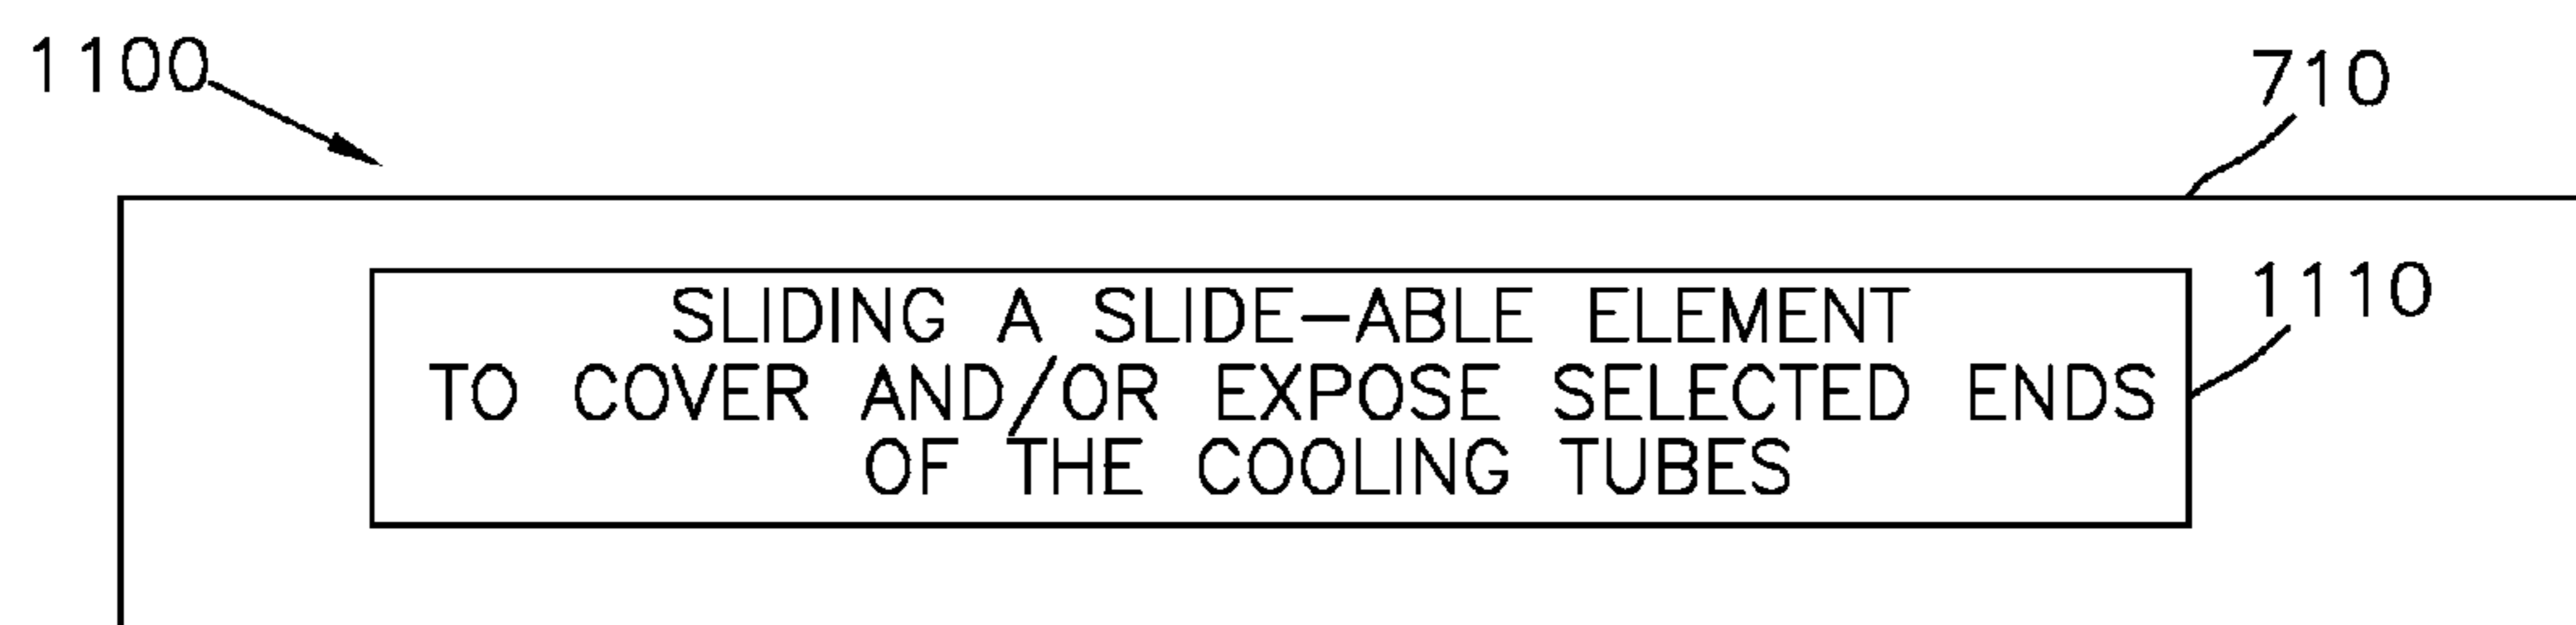 1100
710
1110
SLIDING A SLIDE-ABLE ELEMENT
TO COVER AND/OR EXPOSE SELECTED ENDS
OF THE COOLING TUBES